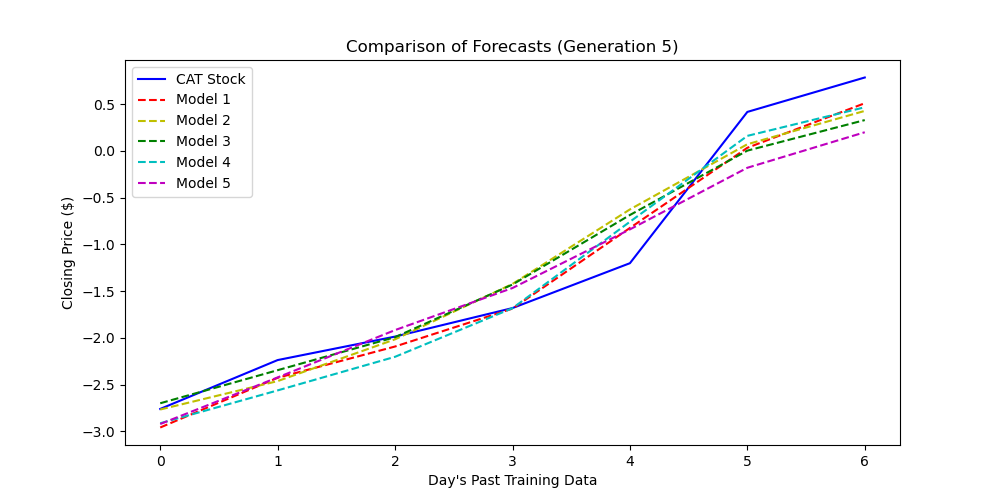 Comparison of Forecasts (Generation 5)
CAT Stock
Model 1
Model 2
Model 3
Model 4
Model 5
Closing Price ($)
0.5
0.0
−0.5
−1.0
−1.5
−2.0
−2.5
−3.0
0 1 2 3 4 5 6
Day's Past Training Data